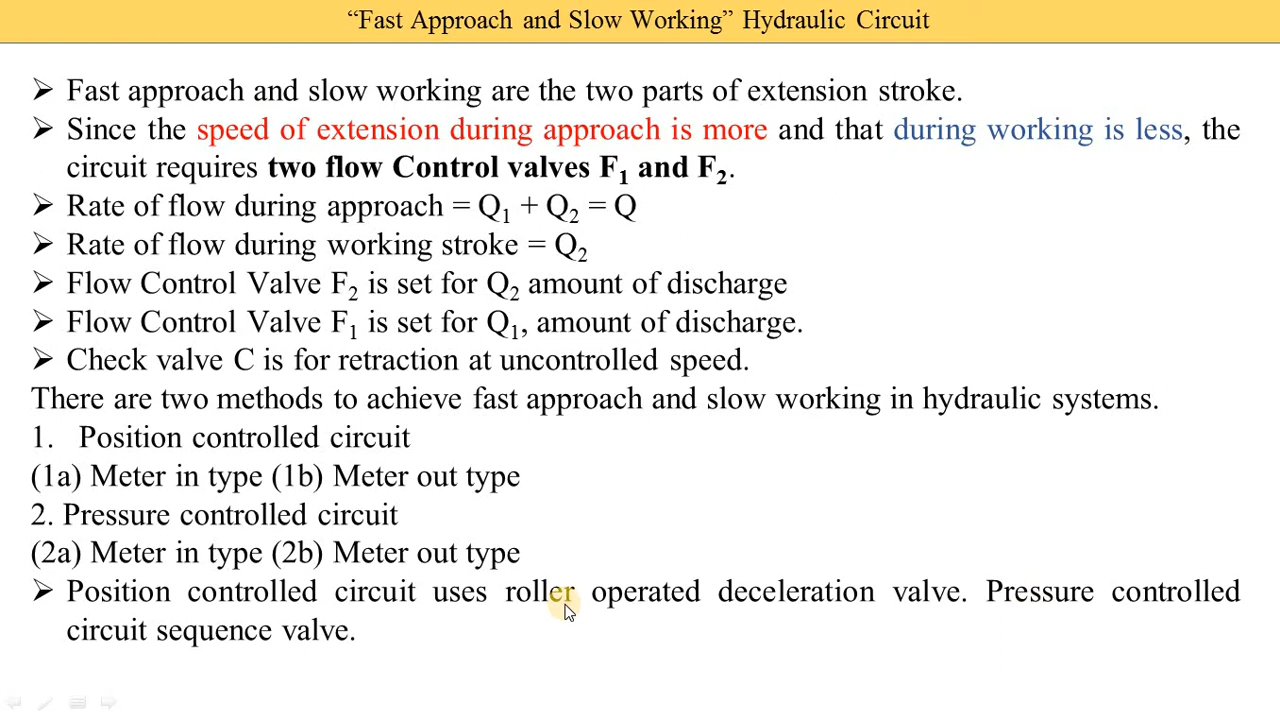 “Fast Approach and Slow Working” Hydraulic Circuit
➢ Fast approach and slow working are the two parts of extension stroke.
➢ Since the speed of extension during approach is more and that during working is less, the
circuit requires two flow Control valves F₁ and F₂.
➢ Rate of flow during approach = Q₁ + Q₂ = Q
➢ Rate of flow during working stroke = Q₂
➢ Flow Control Valve F₂ is set for Q₂ amount of discharge
➢ Flow Control Valve F₁ is set for Q₁, amount of discharge.
➢ Check valve C is for retraction at uncontrolled speed.
There are two methods to achieve fast approach and slow working in hydraulic systems.
1. Position controlled circuit
(1a) Meter in type (1b) Meter out type
2. Pressure controlled circuit
(2a) Meter in type (2b) Meter out type
➢ Position controlled circuit uses roller operated deceleration valve. Pressure controlled
circuit sequence valve.